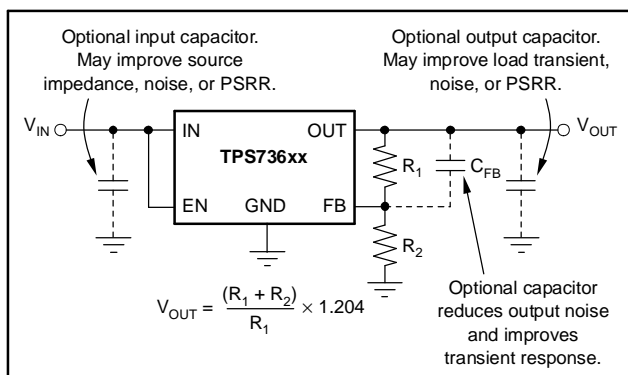 Optional input capacitor.
May improve source
impedance, noise, or PSRR.
Optional output capacitor.
May improve load transient,
noise, or PSRR.
V_IN
IN
OUT
V_OUT
TPS736xx
R_1
C_FB
EN
GND
FB
R_2
V_OUT = (R_1 + R_2) / R_1 × 1.204
Optional capacitor
reduces output noise
and improves
transient response.